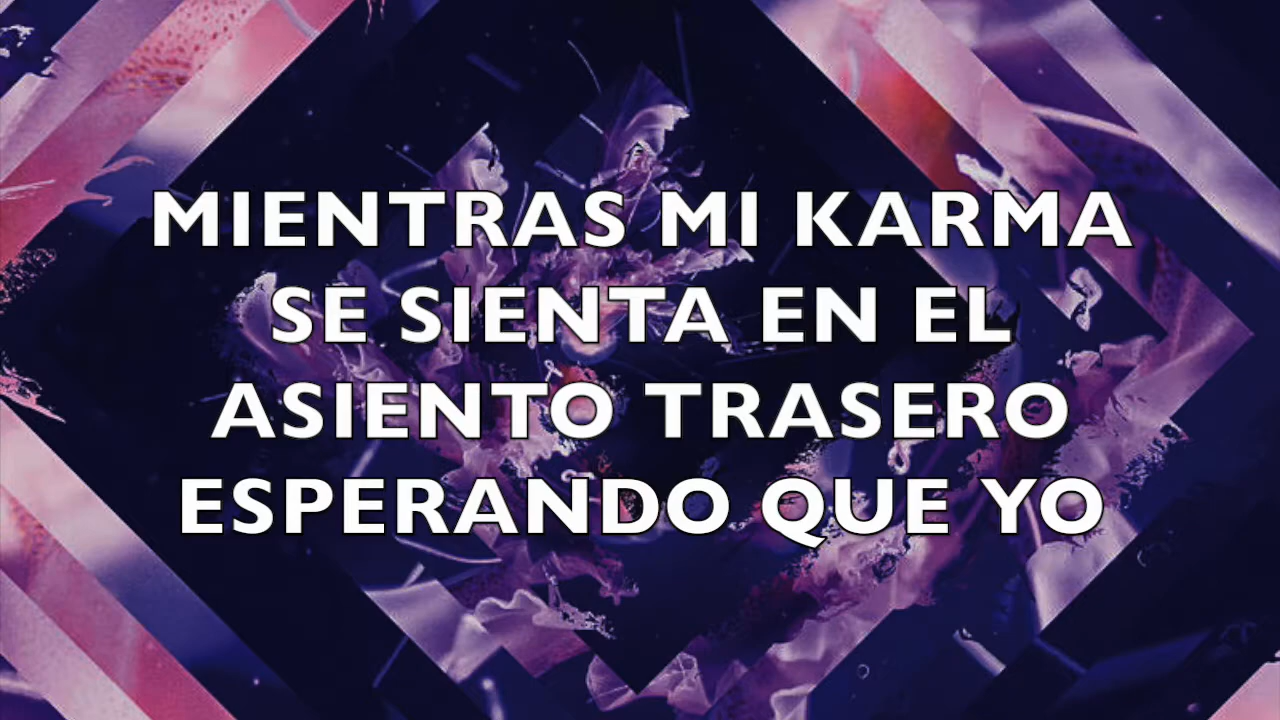 MIENTRAS MI KARMA
SE SIENTA EN EL
ASIENTO TRASERO
ESPERANDO QUE YO